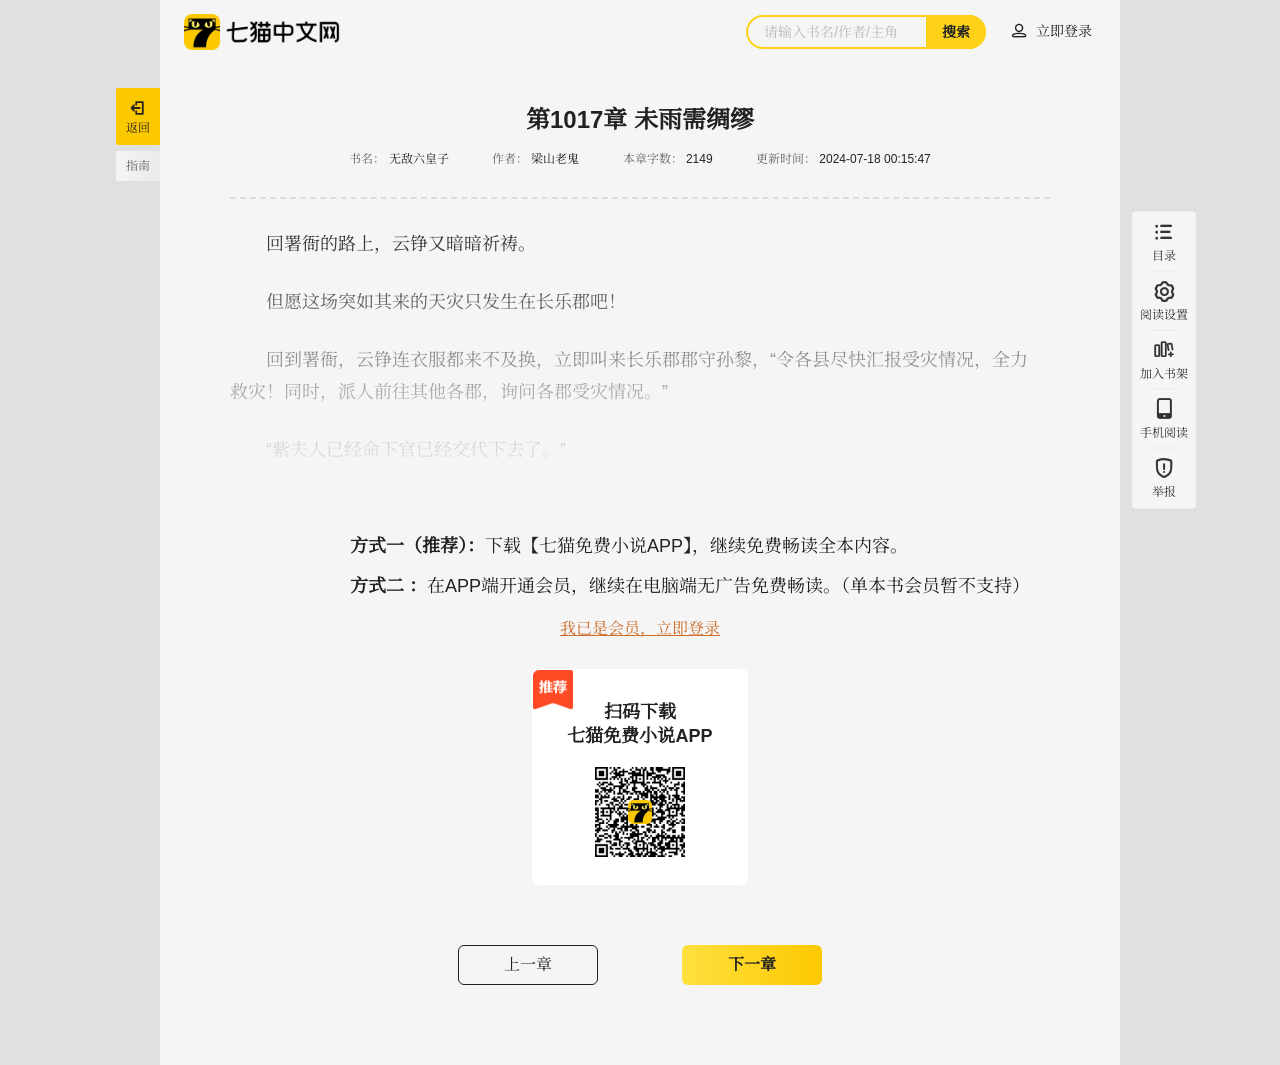 七猫中文网
请输入书名/作者/主角
搜索
立即登录
返回
指南
第1017章 未雨需绸缪
书名： 无敌六皇子 作者： 梁山老鬼 本章字数： 2149 更新时间： 2024-07-18 00:15:47
回署衙的路上，云铮又暗暗祈祷。
但愿这场突如其来的天灾只发生在长乐郡吧！
回到署衙，云铮连衣服都来不及换，立即叫来长乐郡郡守孙黎，“令各县尽快汇报受灾情况，全力
救灾！同时，派人前往其他各郡，询问各郡受灾情况。”
“紫夫人已经命下官已经交代下去了。”
目录
阅读设置
加入书架
手机阅读
举报
方式一（推荐）：下载【七猫免费小说APP】，继续免费畅读全本内容。
方式二 ：在APP端开通会员，继续在电脑端无广告免费畅读。（单本书会员暂不支持）
我已是会员，立即登录
推荐
扫码下载
七猫免费小说APP
上一章
下一章